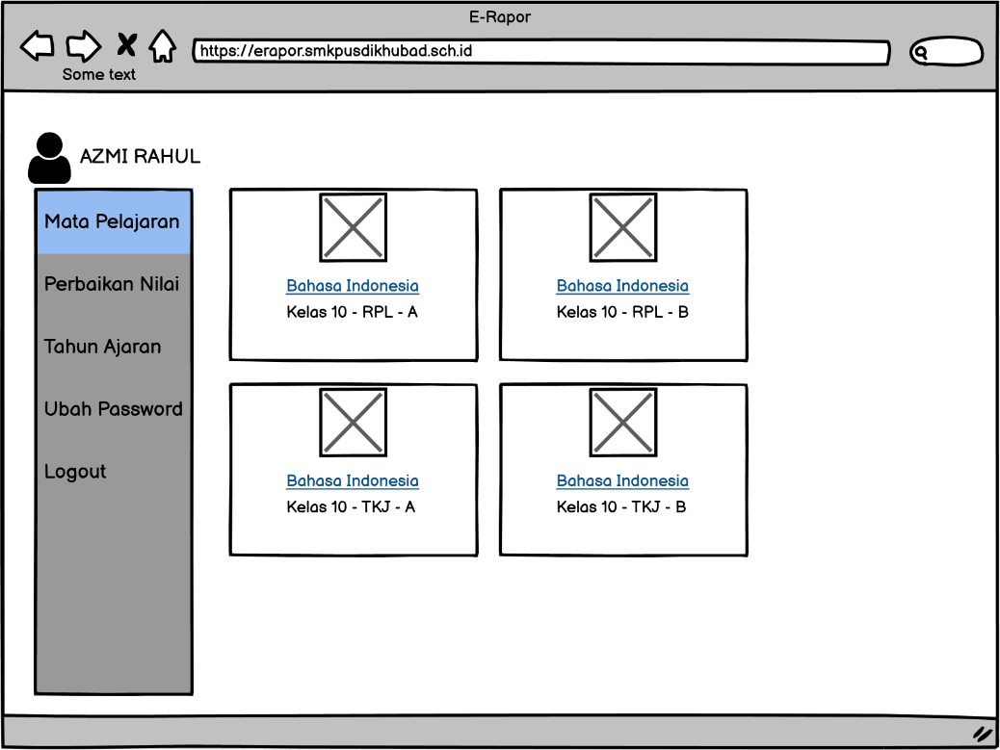 E-Rapor
https://erapor.smkpusdikhubad.sch.id
Some text
AZMI RAHUL
Mata Pelajaran
Perbaikan Nilai
Tahun Ajaran
Ubah Password
Logout
Bahasa Indonesia
Kelas 10 - RPL - A
Bahasa Indonesia
Kelas 10 - RPL - B
Bahasa Indonesia
Kelas 10 - TKJ - A
Bahasa Indonesia
Kelas 10 - TKJ - B